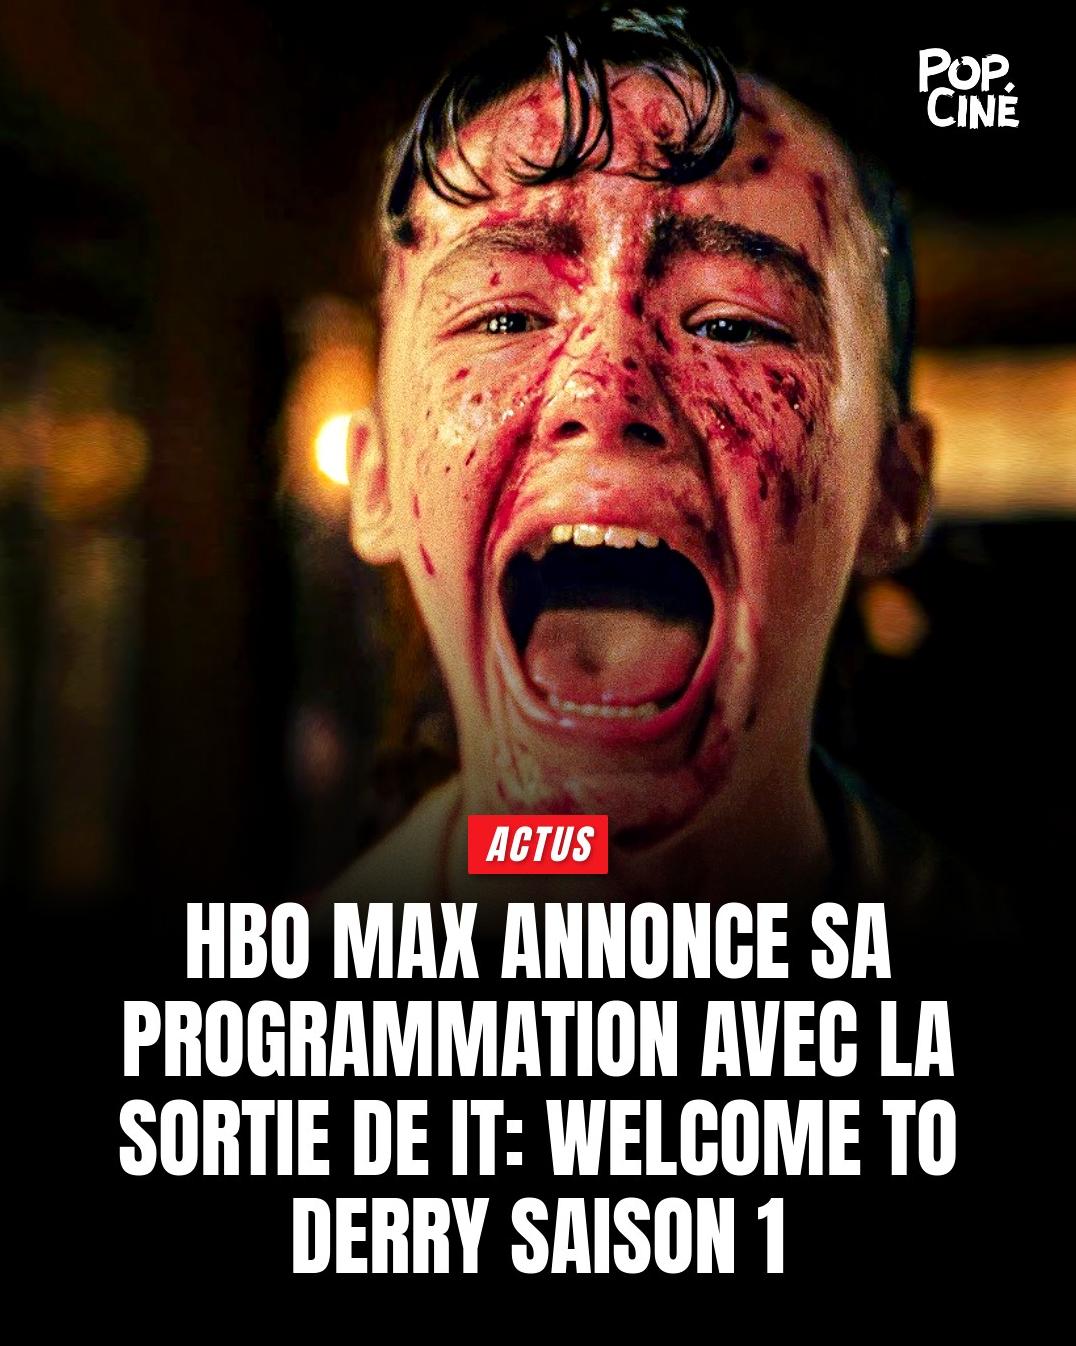 POP.
CINÉ
ACTUS
HBO MAX ANNONCE SA
PROGRAMMATION AVEC LA
SORTIE DE IT: WELCOME TO
DERRY SAISON 1